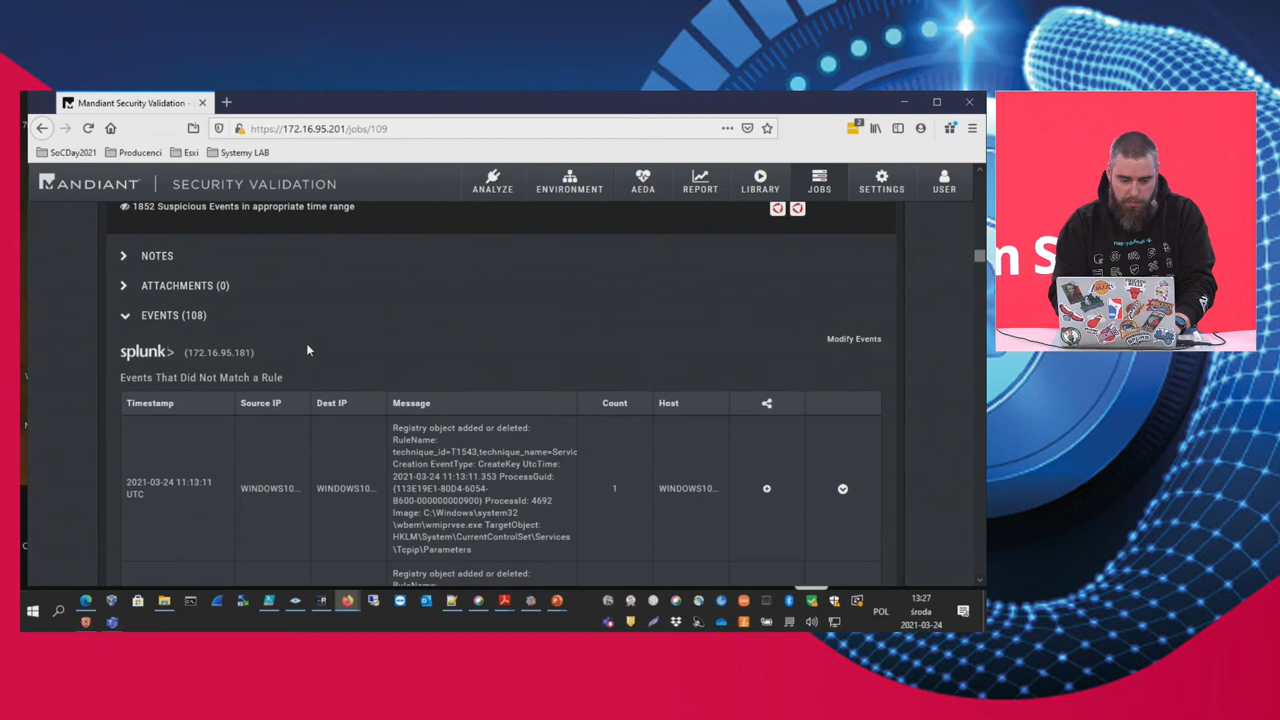 Mandiant Security Validation -
https://172.16.95.201/jobs/109
2
SoCDay2021
Producenci
Esxi
Systemy LAB
MANDIANT
SECURITY VALIDATION
ANALYZE
ENVIRONMENT
AEDA
REPORT
LIBRARY
JOBS
SETTINGS
USER
1852 Suspicious Events in appropriate time range
NOTES
ATTACHMENTS (0)
EVENTS (108)
splunk> (172.16.95.181)
Modify Events
Events That Did Not Match a Rule
Timestamp
Source IP
Dest IP
Message
Count
Host
2021-03-24 11:13:11
UTC
WINDOWS10...
WINDOWS10...
Registry object added or deleted:
RuleName:
technique_id=T1543,technique_name=Servic
Creation EventType: CreateKey UtcTime:
2021-03-24 11:13:11.353 ProcessGuid:
{113E19E1-80D4-6054-
B600-000000000900} ProcessId: 4692
Image: C:\Windows\system32
\wbem\wmiprvse.exe TargetObject:
HKLM\System\CurrentControlSet\Services
\Tcpip\Parameters
1
WINDOWS10...
Registry object added or deleted:
POL
13:27
środa
2021-03-24
n S